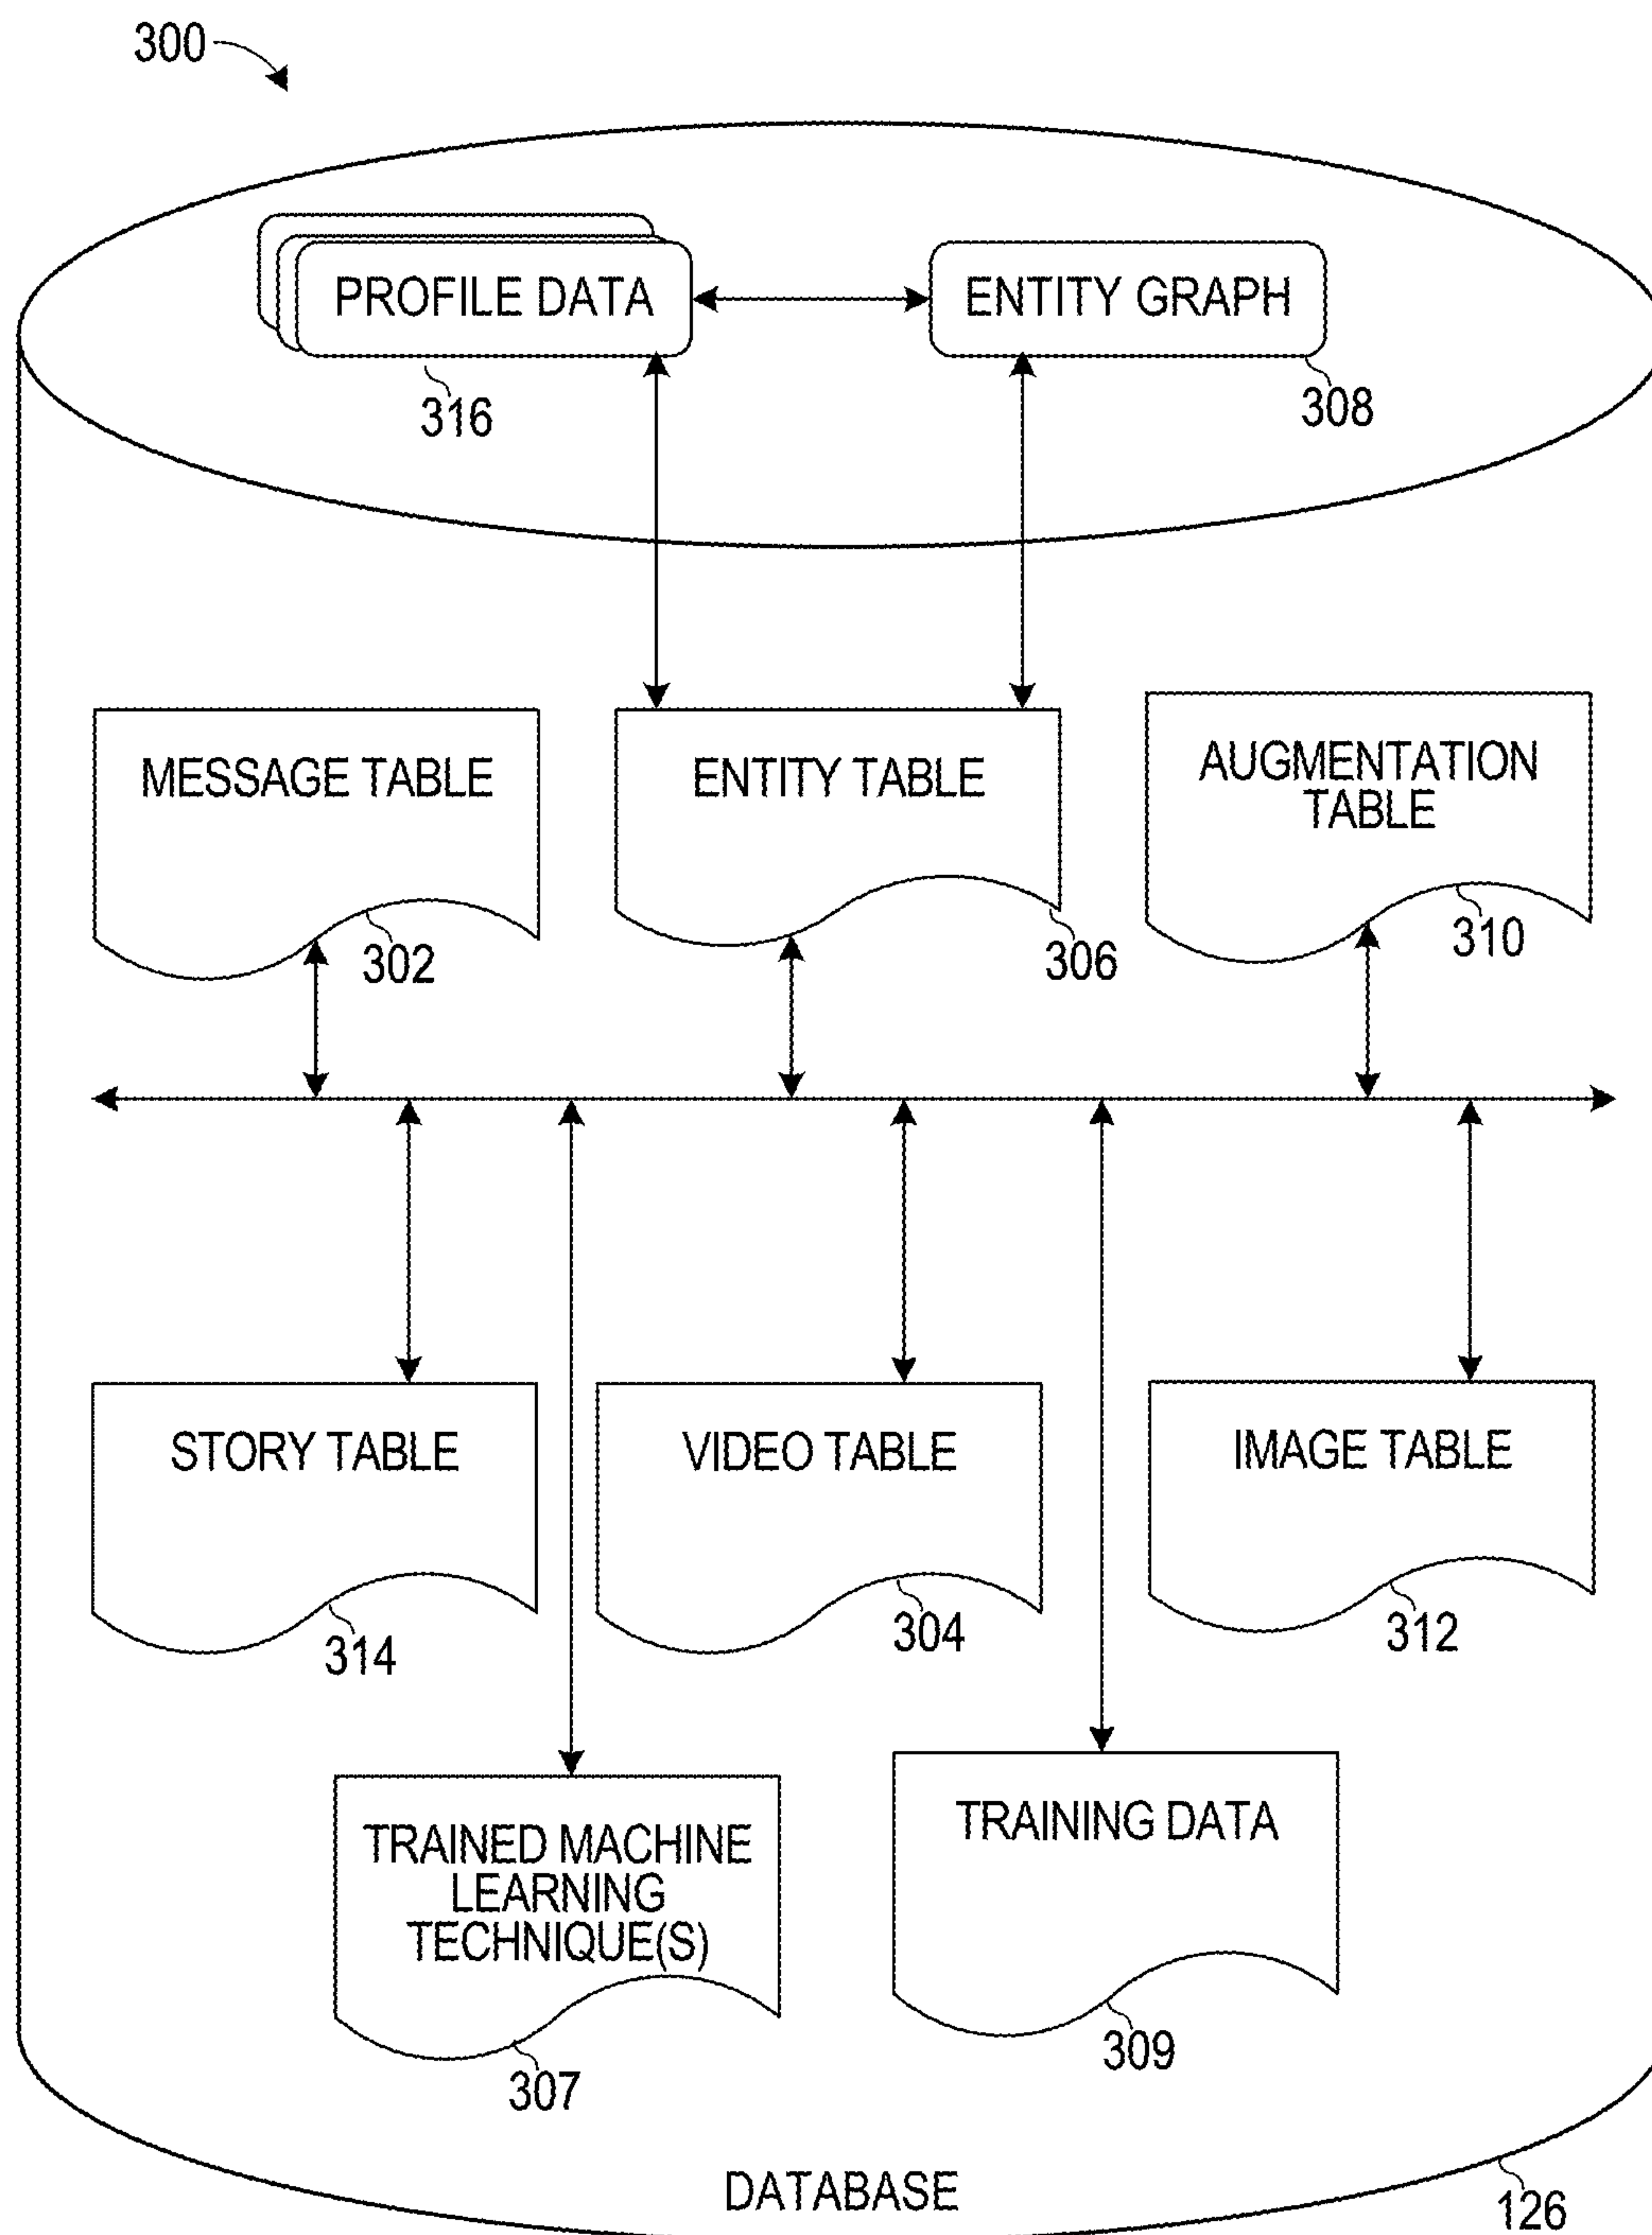 300
PROFILE DATA
ENTITY GRAPH
316
308
MESSAGE TABLE
ENTITY TABLE
AUGMENTATION
TABLE
302
306
310
STORY TABLE
VIDEO TABLE
IMAGE TABLE
314
304
312
TRAINED MACHINE
LEARNING
TECHNIQUE(S)
TRAINING DATA
307
309
DATABASE
126